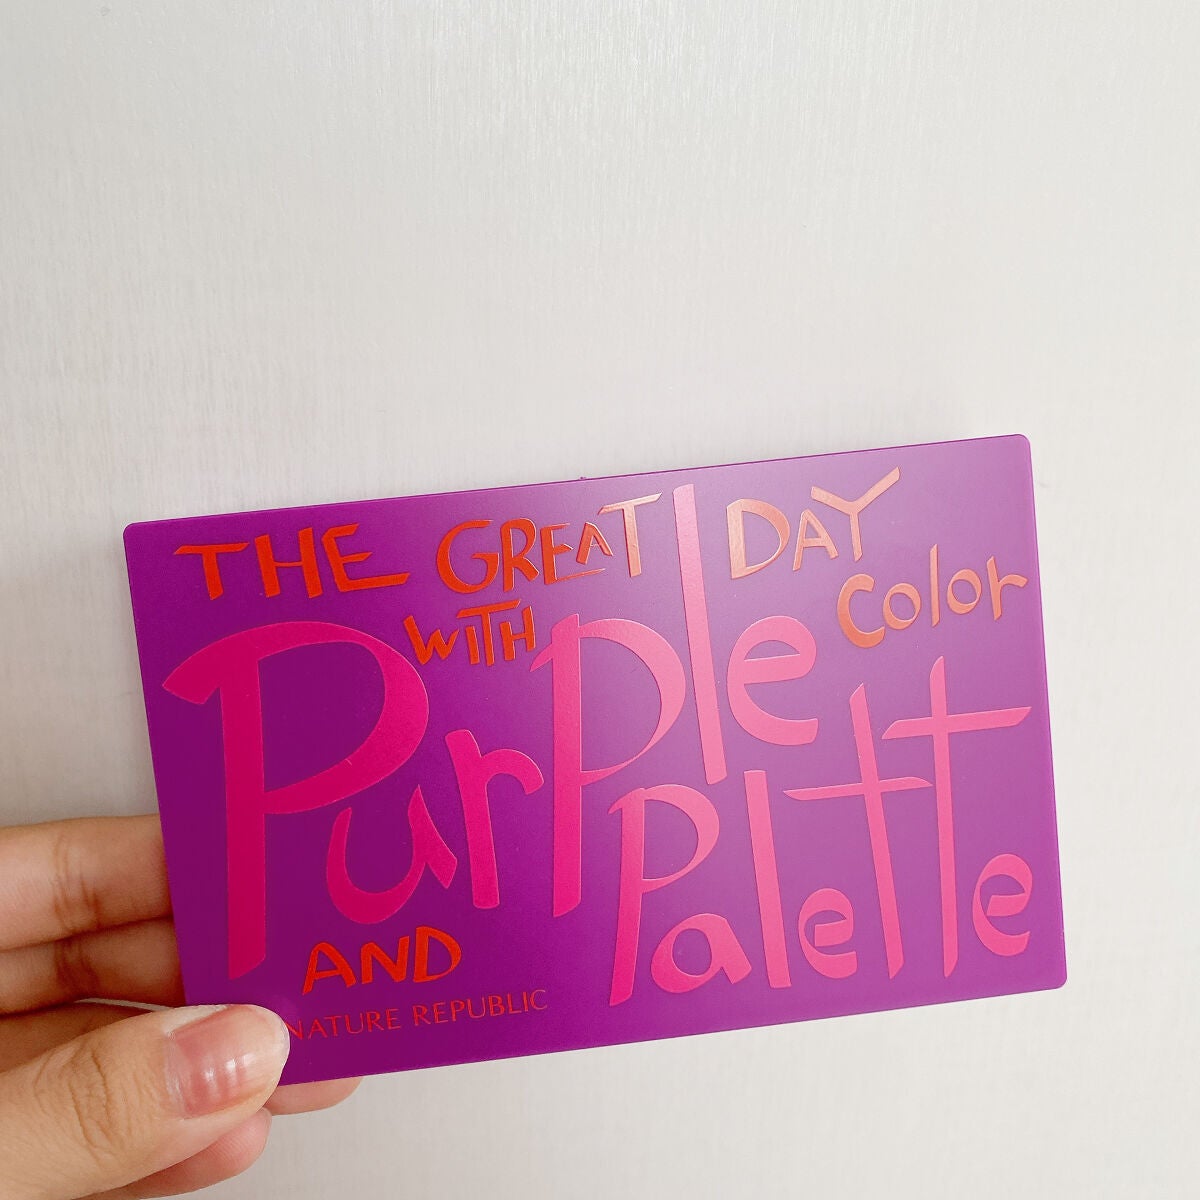 THE GREAT DAY
WITH Color
Purple
Palette
AND
NATURE REPUBLIC